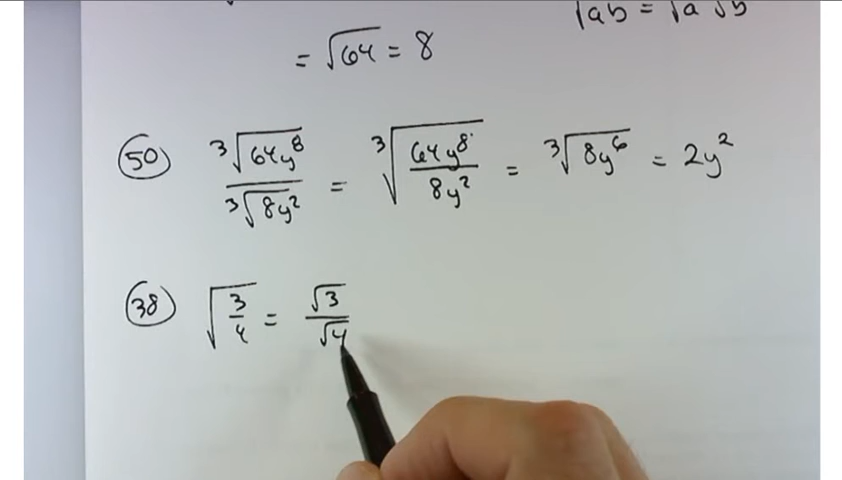 √ab = √a √b
= √64 = 8
50 ∛64y⁸ / ∛8y² = ∛(64y⁸ / 8y²) = ∛8y⁶ = 2y²
38 √(3/4) = √3 / √4